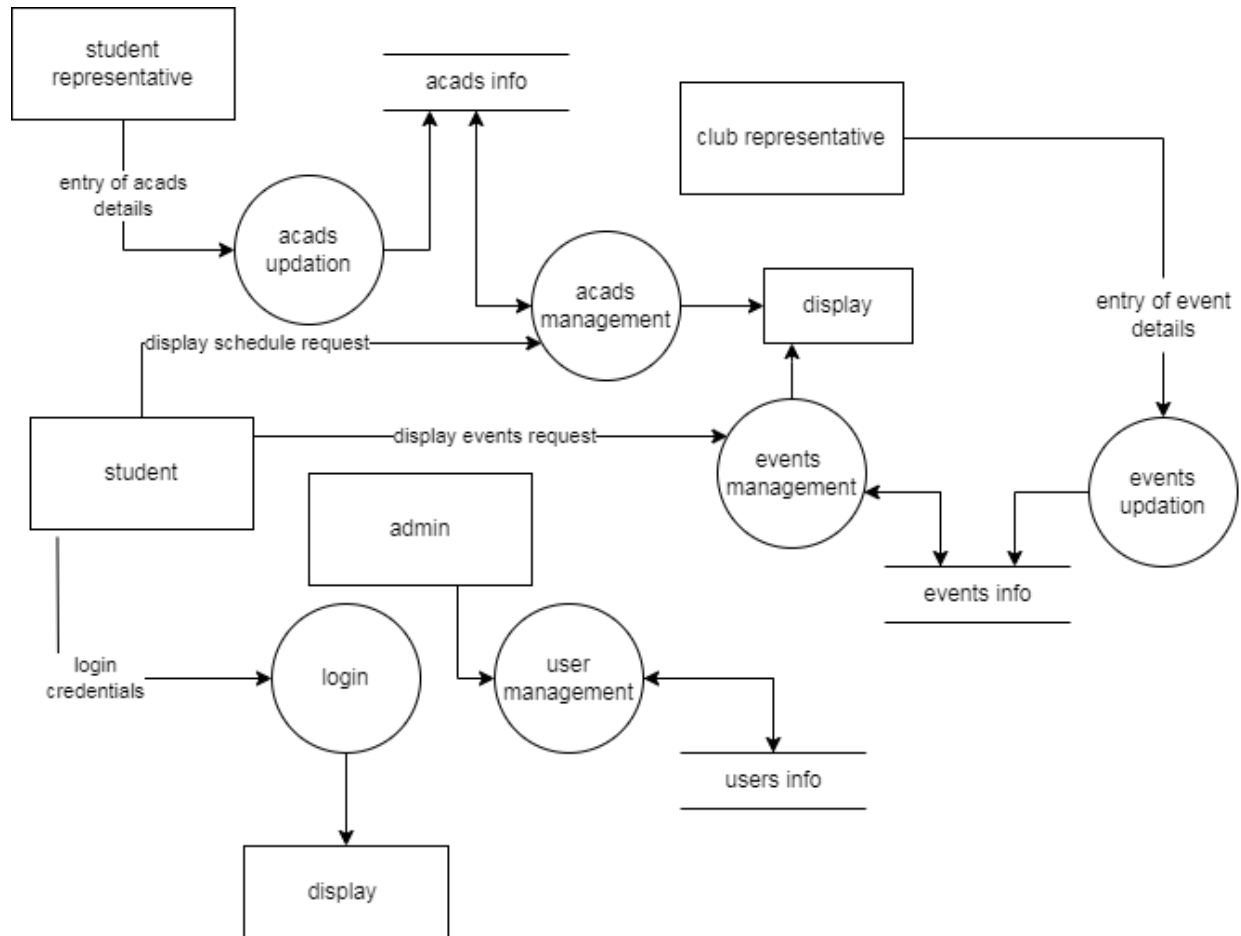 student
representative
acads info
club representative
entry of acads
details
acads
updation
acads
management
display
entry of event
details
display schedule request
display events request
student
events
management
events
updation
admin
events info
login
credentials
login
user
management
users info
display